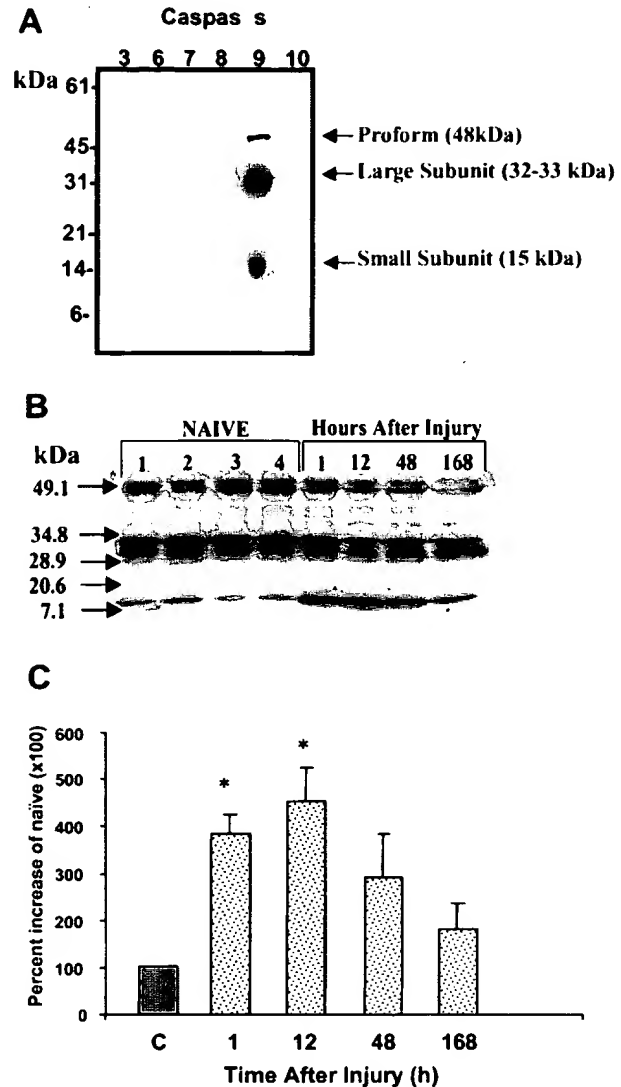 A
Caspas s
3 6 7 8 9 10
kDa 61-
45-
31-
21-
14-
6-
Proform (48kDa)
Large Subunit (32-33 kDa)
Small Subunit (15 kDa)
B
NAIVE Hours After Injury
kDa 1 2 3 4 1 12 48 168
49.1
34.8
28.9
20.6
7.1
C
Percent increase of naïve (x100)
600
500
400
300
200
100
0
* *
C 1 12 48 168
Time After Injury (h)